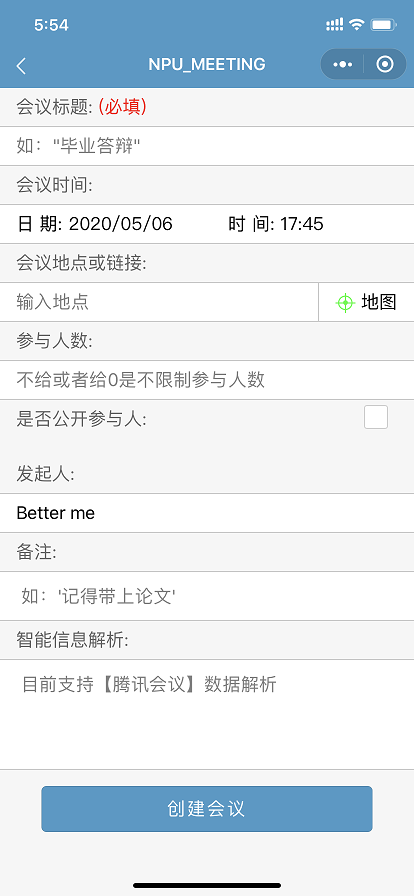 5:54
NPU_MEETING
会议标题: (必填)
如："毕业答辩"
会议时间:
日 期: 2020/05/06 时 间: 17:45
会议地点或链接:
输入地点 地图
参与人数:
不给或者给0是不限制参与人数
是否公开参与人:
发起人:
Better me
备注:
如：'记得带上论文'
智能信息解析:
目前支持【腾讯会议】数据解析
创建会议